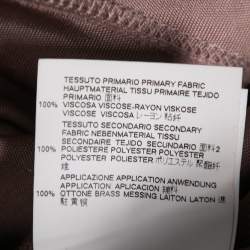 TESSUTO PRIMARIO PRIMARY FABRIC
HAUPTMATERIAL TISSU PRIMAIRE TEJIDO
PRIMARIO 面料
100% VISCOSA VISCOSE-RAYON VISKOSE
VISCOSE VISCOSA レーヨン 粘纤
TESSUTO SECONDARIO SECONDARY
FABRIC NEBENMATERIAL TISSU
SECONDAIRE TEJIDO SECUNDARIO 面料2
100% POLIESTERE POLYESTER POLYESTER
POLYESTER POLIESTER ポリエステル 聚酯纤
维
APPLICAZIONE APPLICATION ANWENDUNG
APPLICATION APLICACION
100% OTTONE BRASS MESSING LAITON LATON
黄铜